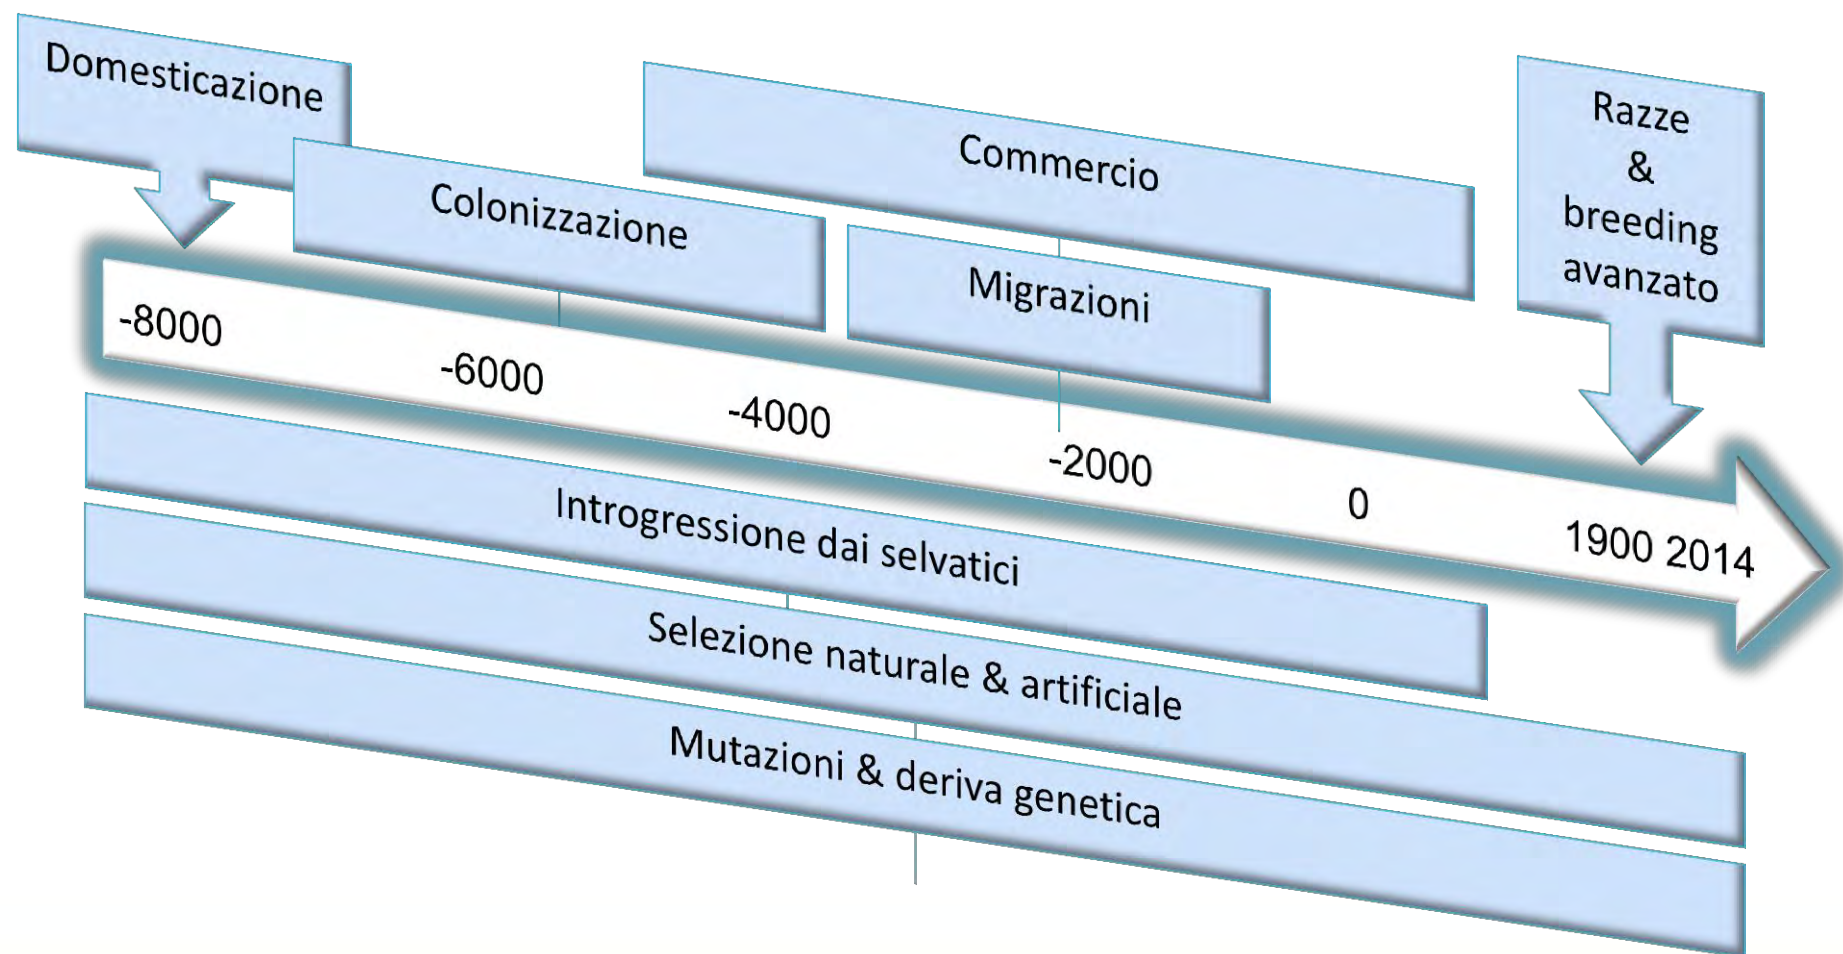 Domesticazione
Colonizzazione
Commercio
Migrazioni
Razze
&
breeding
avanzato
-8000
-6000
-4000
-2000
0
1900 2014
Introgressione dai selvatici
Selezione naturale & artificiale
Mutazioni & deriva genetica